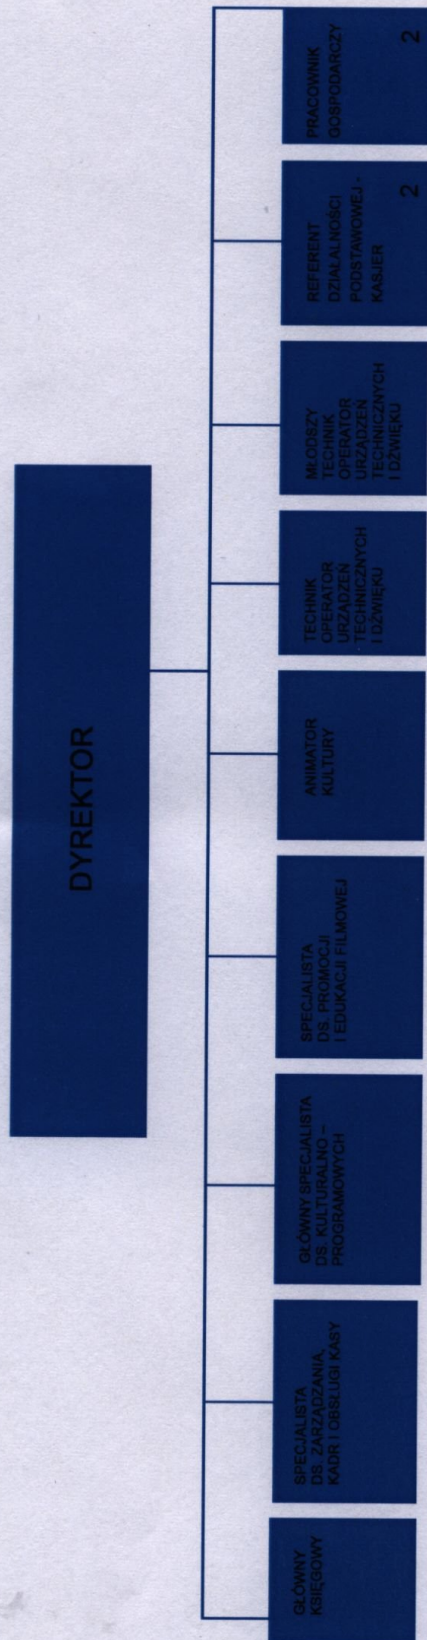 DYREKTOR
GŁÓWNY
KSIĘGOWY
SPECJALISTA
DS. ZARZĄDZANIA,
KADR I OBSŁUGI KASY
GŁÓWNY SPECJALISTA
DS. KULTURALNO –
PROGRAMOWYCH
SPECJALISTA
DS. PROMOCJI
I EDUKACJI FILMOWEJ
ANIMATOR
KULTURY
TECHNIK
OPERATOR
URZĄDZEŃ
TECHNICZNYCH
I DŹWIĘKU
MŁODSZY
TECHNIK
OPERATOR
URZĄDZEŃ
TECHNICZNYCH
I DŹWIĘKU
REFERENT
DZIAŁALNOŚCI
PODSTAWOWEJ -
KASJER
2
PRACOWNIK
GOSPODARCZY
2